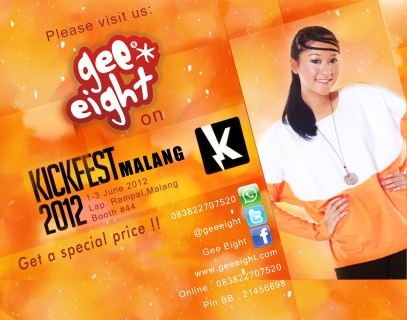 Please visit us:
gee*
eight
on
KICKFEST MALANG
2012
1-3 June 2012
Lap. Rampal,Malang
Booth #44
Get a special price !!
083822707520
@geeeight
Gee Eight
www.geeeight.com
Online : 083822707520
Pin BB : 21456698